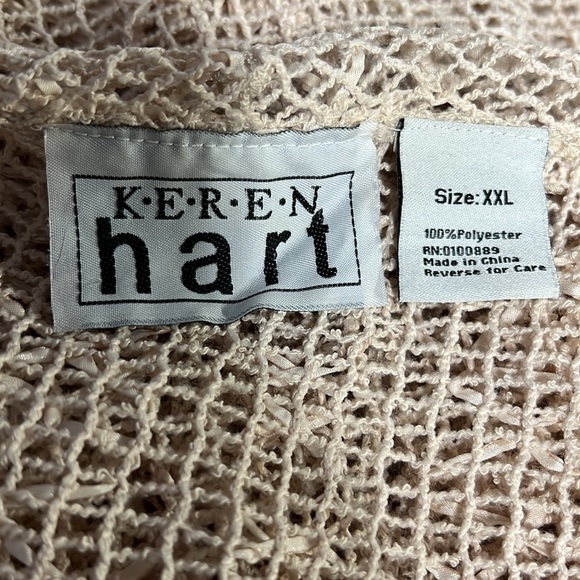 K·E·R·E·N
hart
Size: XXL
100%Polyester
RN:0100889
Made in China
Reverse for Care